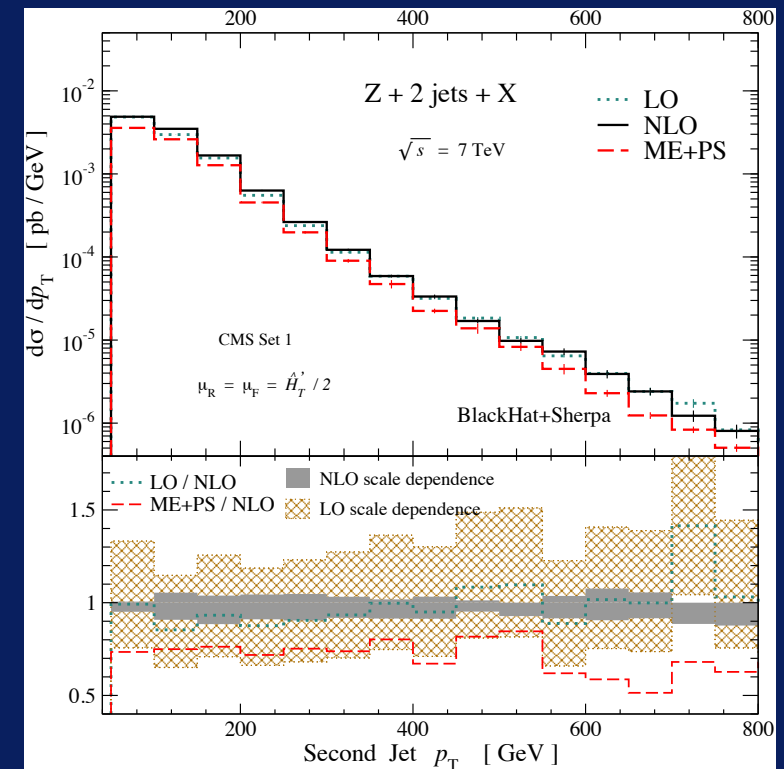 200 400 600 800
10^-2
10^-3
10^-4
10^-5
10^-6
dσ / dp_T [ pb / GeV ]
Z + 2 jets + X
√s = 7 TeV
LO
NLO
ME+PS
CMS Set 1
μ_R = μ_F = Ĥ_T' / 2
BlackHat+Sherpa
LO / NLO
ME+PS / NLO
NLO scale dependence
LO scale dependence
1.5
1
0.5
200 400 600 800
Second Jet p_T [ GeV ]